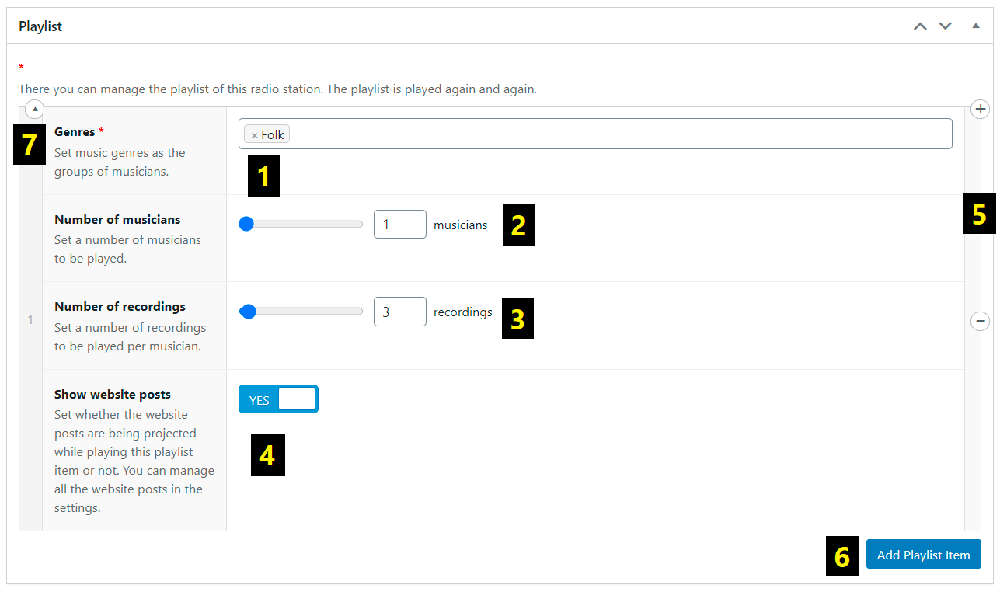 Playlist
*
There you can manage the playlist of this radio station. The playlist is played again and again.
7
Genres *
Set music genres as the
groups of musicians.
× Folk
1
Number of musicians
Set a number of musicians
to be played.
1 musicians
2
5
1
Number of recordings
Set a number of recordings
to be played per musician.
3 recordings
3
Show website posts
Set whether the website
posts are being projected
while playing this playlist
item or not. You can manage
all the website posts in the
settings.
YES
4
6
Add Playlist Item